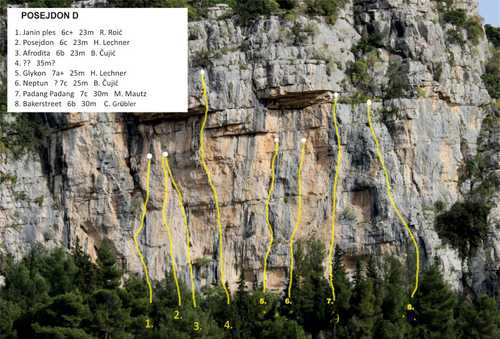 POSEJDON D
1. Janin ples 6c+ 23m R. Roić
2. Posejdon 6c 23m H. Lechner
3. Afrodita 6b 23m B. Čujić
4. ?? 35m?
5. Glykon 7a+ 25m H. Lechner
6. Neptun ? 7c 25m B. Čujić
7. Padang Padang 7c 30m M. Mautz
8. Bakerstreet 6b 30m C. Grübler
1. 2. 3. 4. 5. 6. 7. 8.